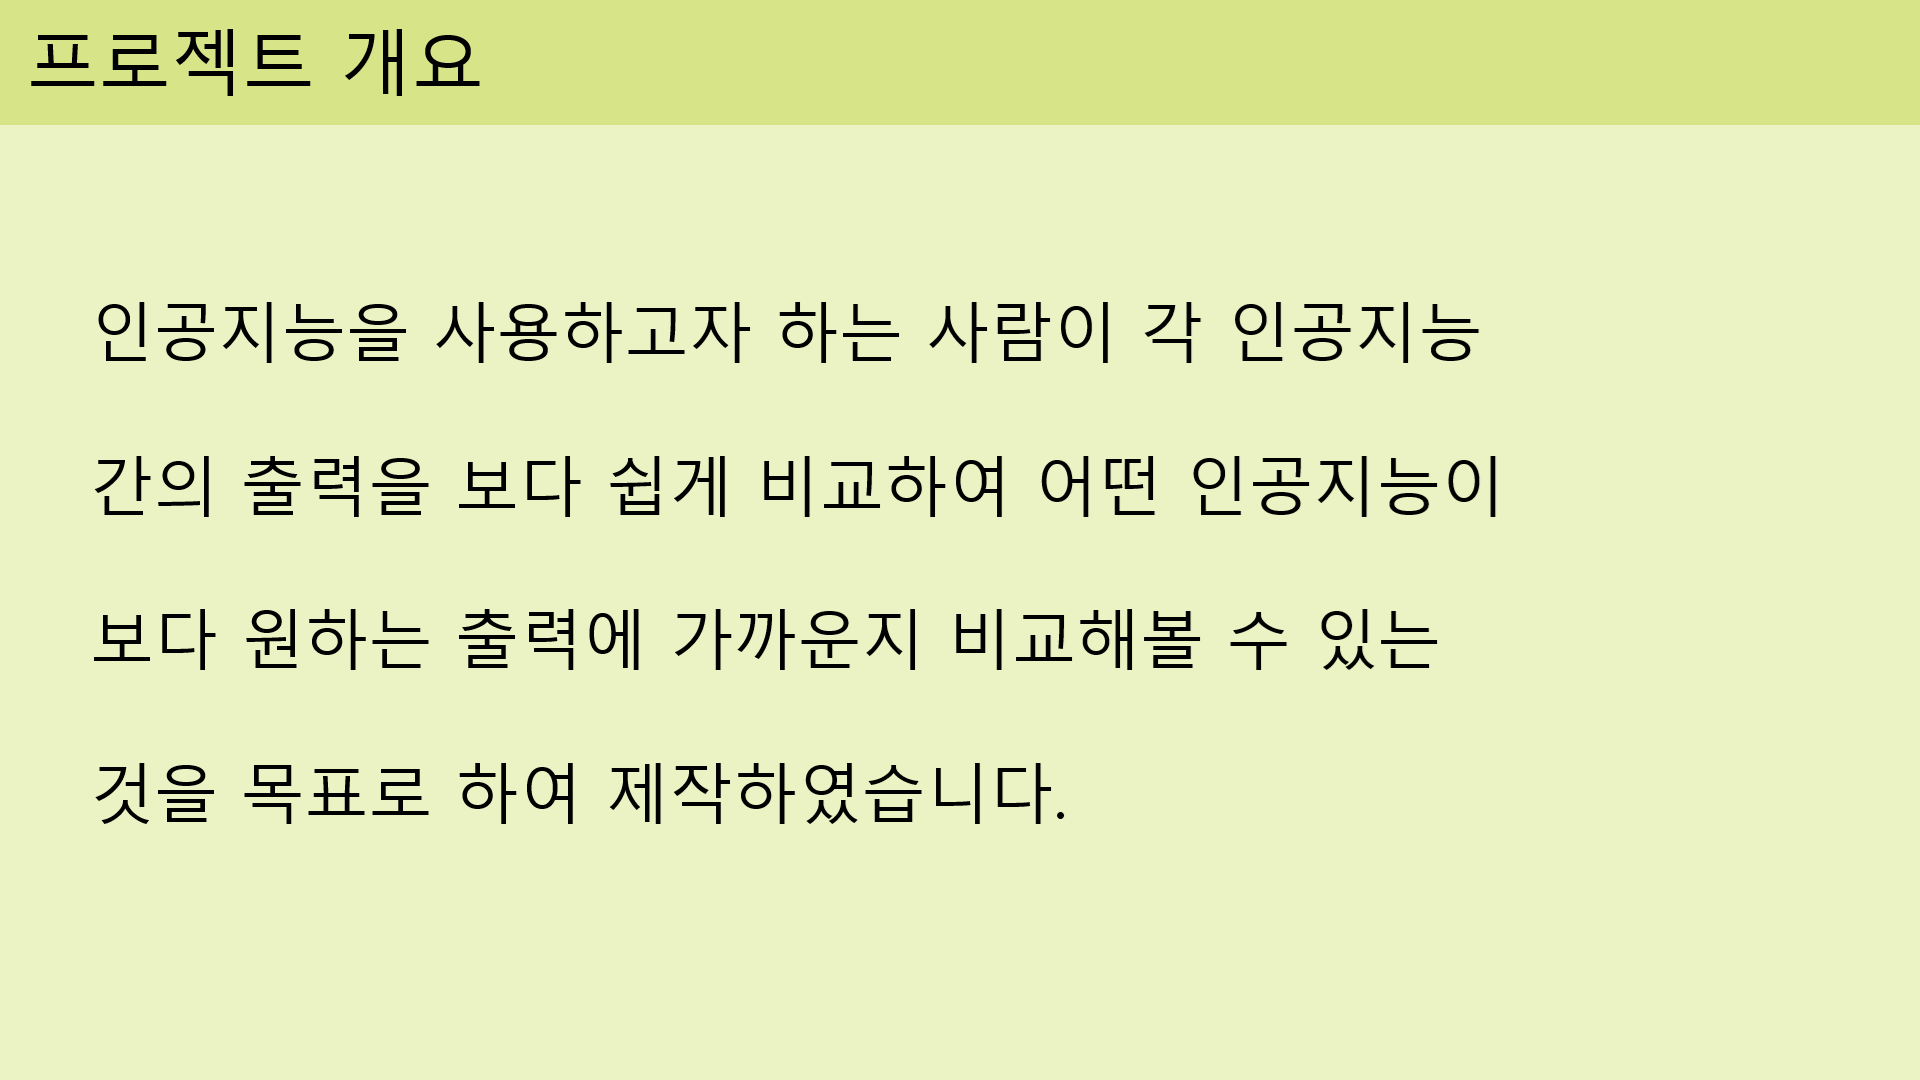 프로젝트 개요
인공지능을 사용하고자 하는 사람이 각 인공지능
간의 출력을 보다 쉽게 비교하여 어떤 인공지능이
보다 원하는 출력에 가까운지 비교해볼 수 있는
것을 목표로 하여 제작하였습니다.